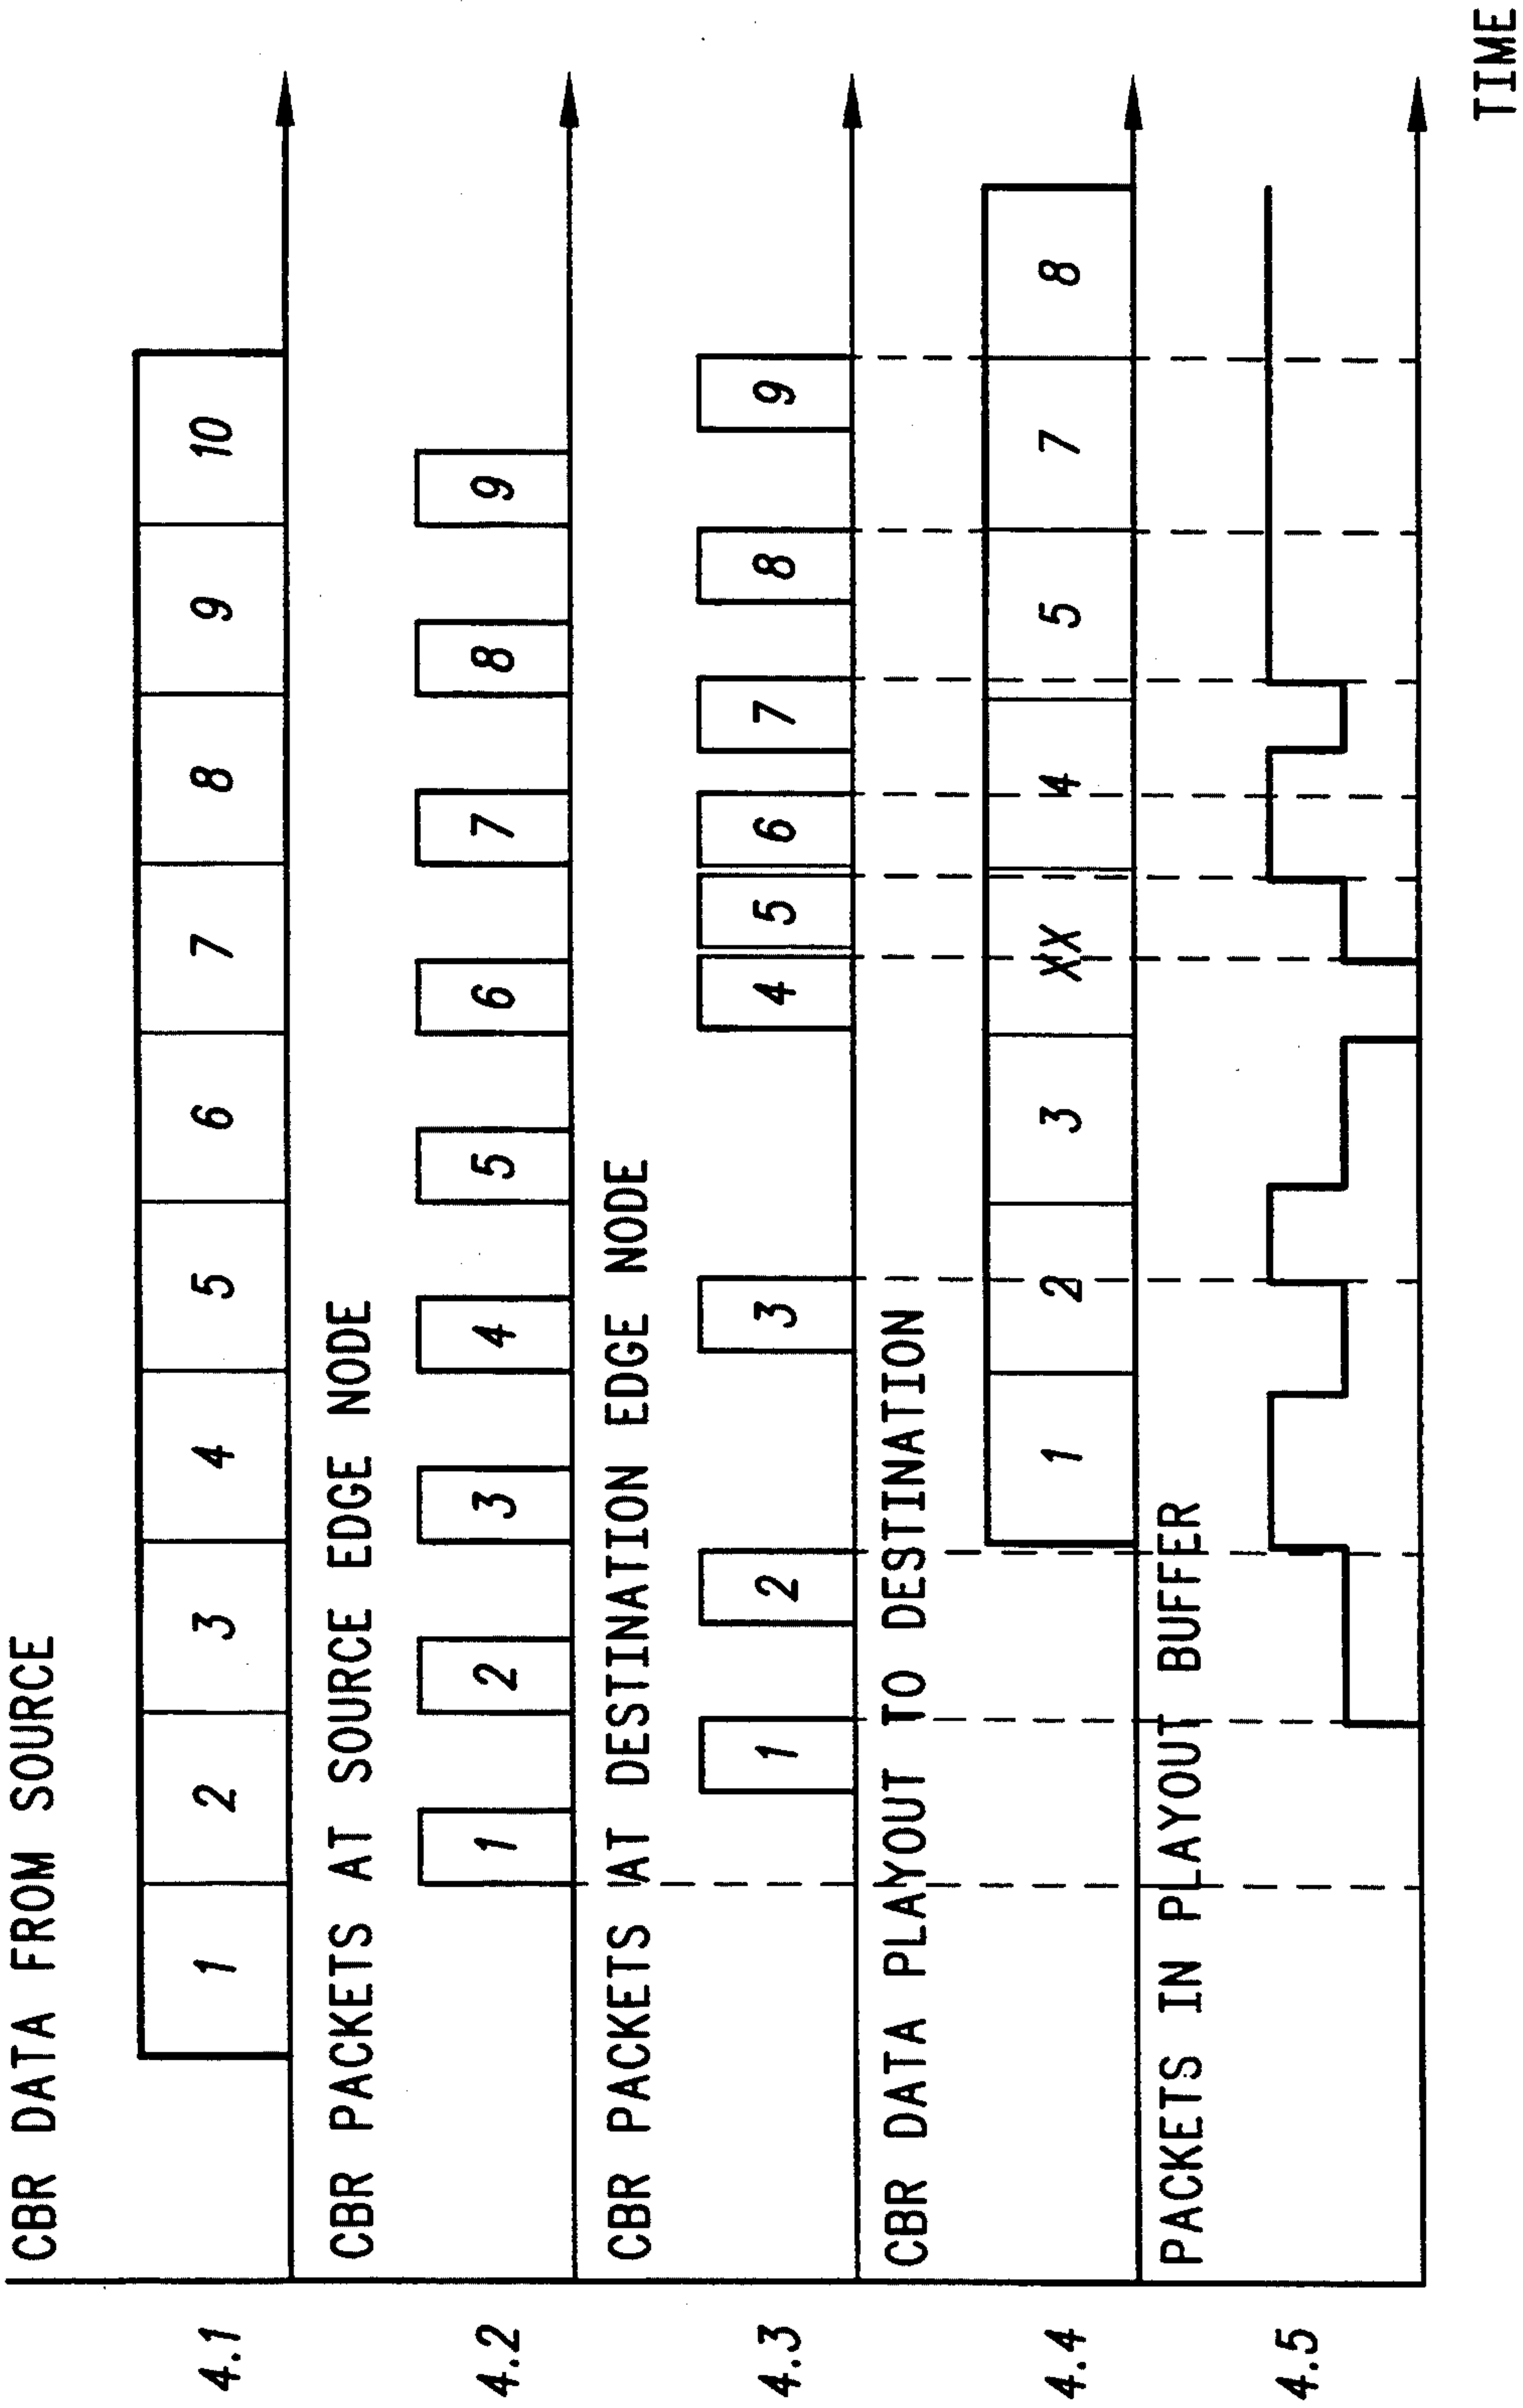 CBR DATA FROM SOURCE
4.1 1 2 3 4 5 6 7 8 9 10
CBR PACKETS AT SOURCE EDGE NODE
4.2 1 2 3 4 5 6 7 8 9
CBR PACKETS AT DESTINATION EDGE NODE
4.3 1 2 3 4 5 6 7 8 9
CBR DATA PLAYOUT TO DESTINATION
4.4 1 2 3 XX 4 5 7 8
PACKETS IN PLAYOUT BUFFER
4.5
TIME